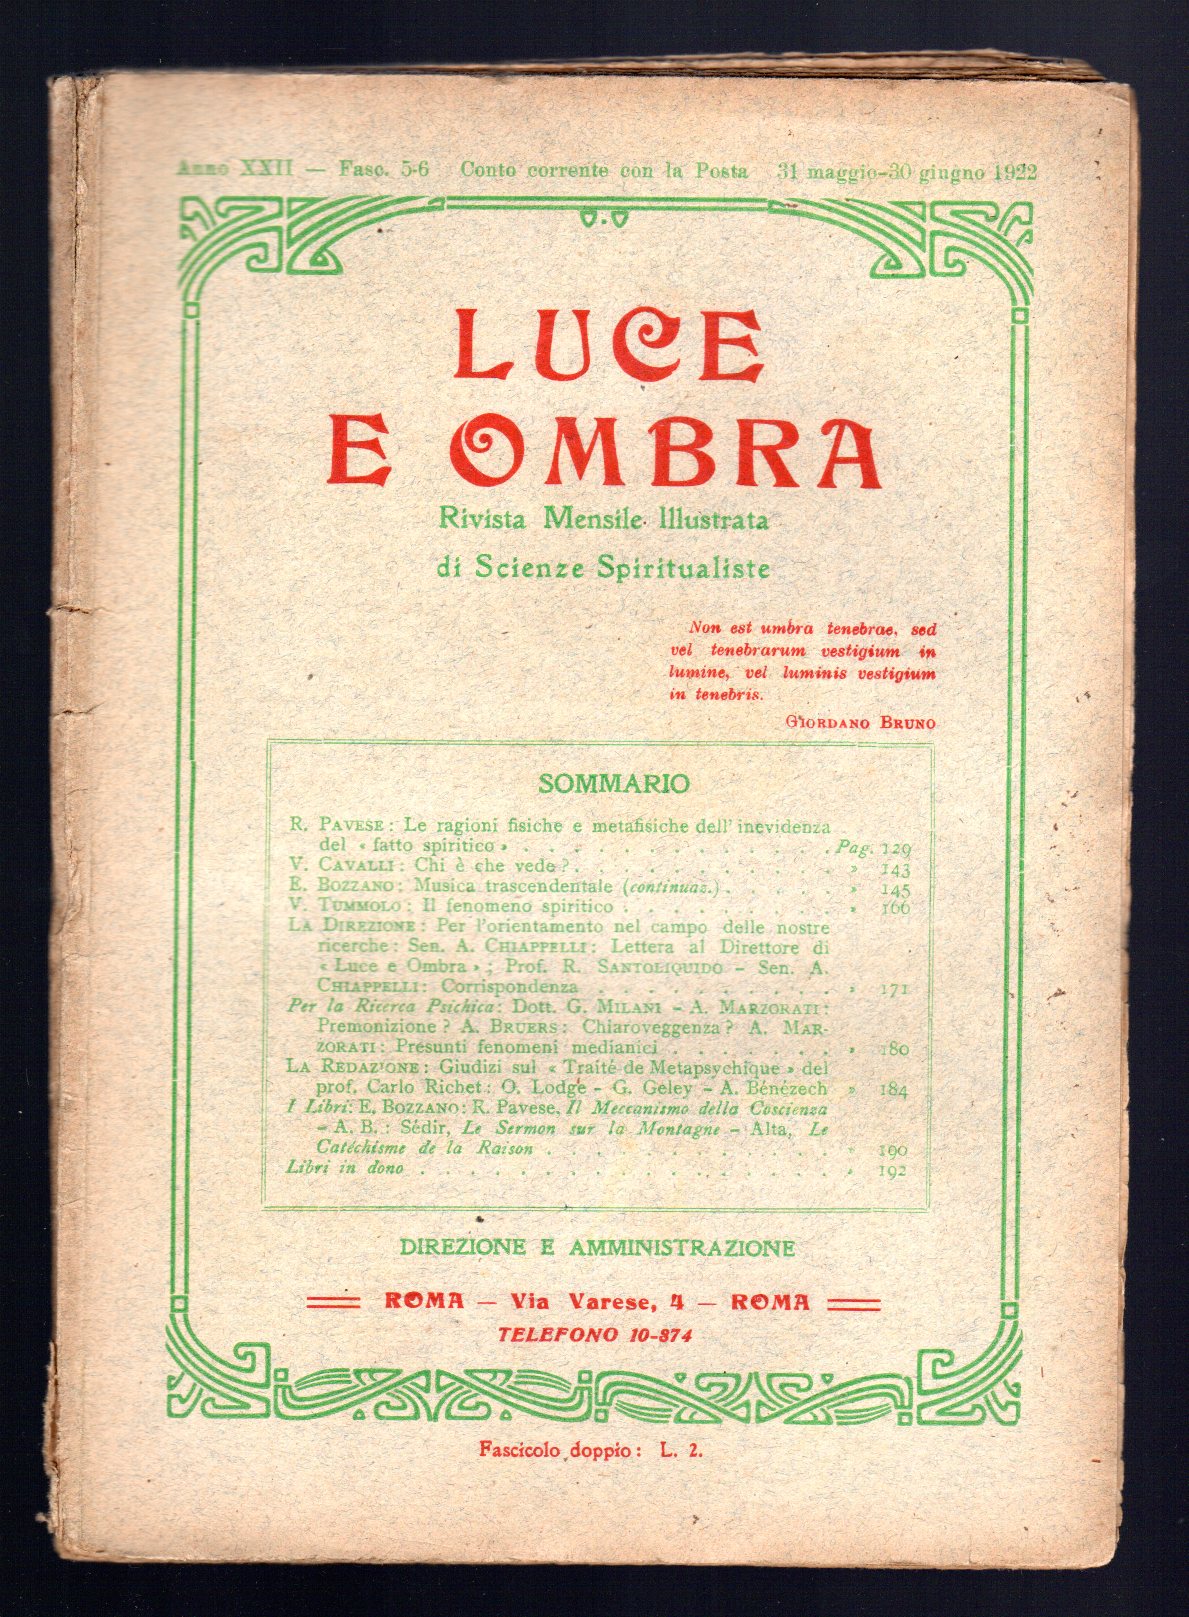 Anno XXII — Fasc. 5-6 Conto corrente con la Posta 31 maggio-30 giugno 1922
LUCE
E OMBRA
Rivista Mensile Illustrata
di Scienze Spiritualiste
Non est umbra tenebrae, sed
vel tenebrarum vestigium in
lumine, vel luminis vestigium
in tenebris.
GIORDANO BRUNO
SOMMARIO
R. PAVESE: Le ragioni fisiche e metafisiche dell' inevidenza
del « fatto spiritico » . . . . . . . . . . . . . Pag. 129
V. CAVALLI: Chi è che vede? . . . . . . . . . . . » 143
E. BOZZANO: Musica trascendentale (continuaz.) . . . . . » 145
V. TUMMOLO: Il fenomeno spiritico . . . . . . . . . » 166
LA DIREZIONE: Per l'orientamento nel campo delle nostre
ricerche: Sen. A. CHIAPPELLI: Lettera al Direttore di
« Luce e Ombra »; Prof. R. SANTOLIQUIDO - Sen. A.
CHIAPPELLI: Corrispondenza . . . . . . . . . . » 171
Per la Ricerca Psichica: Dott. G. MILANI - A. MARZORATI:
Premonizione? A. BRUERS: Chiaroveggenza? A. MAR-
ZORATI: Presunti fenomeni medianici . . . . . . . » 180
LA REDAZIONE: Giudizi sul « Traité de Metapsychique » del
prof. Carlo Richet: O. Lodge - G. Geley - A. Bénézech » 184
I Libri: E. BOZZANO: R. Pavese, Il Meccanismo della Coscienza
- A. B.: Sédir, Le Sermon sur la Montagne - Alta, Le
Catéchisme de la Raison . . . . . . . . . . . . » 190
Libri in dono . . . . . . . . . . . . . . . . . » 192
DIREZIONE E AMMINISTRAZIONE
ROMA — Via Varese, 4 — ROMA
TELEFONO 10-874
Fascicolo doppio: L. 2.